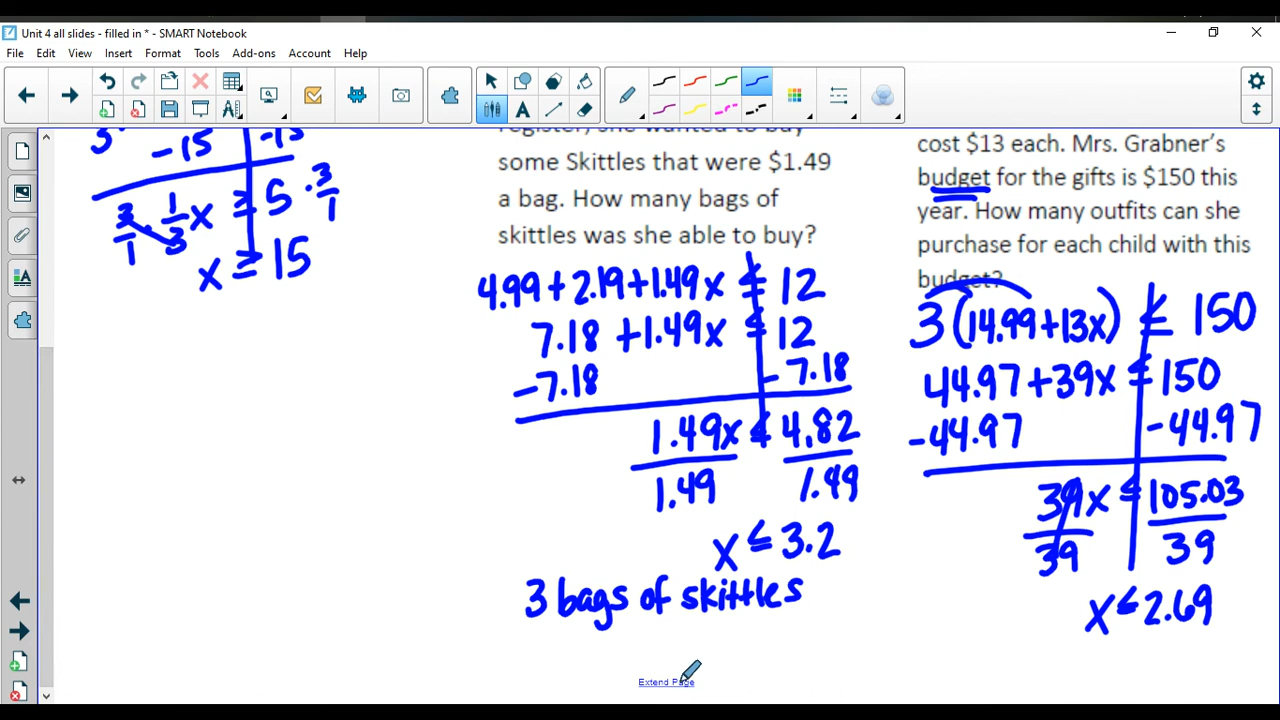 Unit 4 all slides - filled in * - SMART Notebook
File Edit View Insert Format Tools Add-ons Account Help
-15 -15
3/1 · 1/3 x ≥ 5 · 3/1
x ≥ 15
register, she wanted to buy
some Skittles that were $1.49
a bag. How many bags of
skittles was she able to buy?
4.99 + 2.19 + 1.49x ≤ 12
7.18 + 1.49x ≤ 12
-7.18 -7.18
1.49x ≤ 4.82
1.49 1.49
x ≤ 3.2
3 bags of skittles
cost $13 each. Mrs. Grabner's
budget for the gifts is $150 this
year. How many outfits can she
purchase for each child with this
budget?
3(14.99+13x) ≤ 150
44.97 + 39x ≤ 150
-44.97 -44.97
39x ≤ 105.03
39 39
x ≤ 2.69
Extend Page